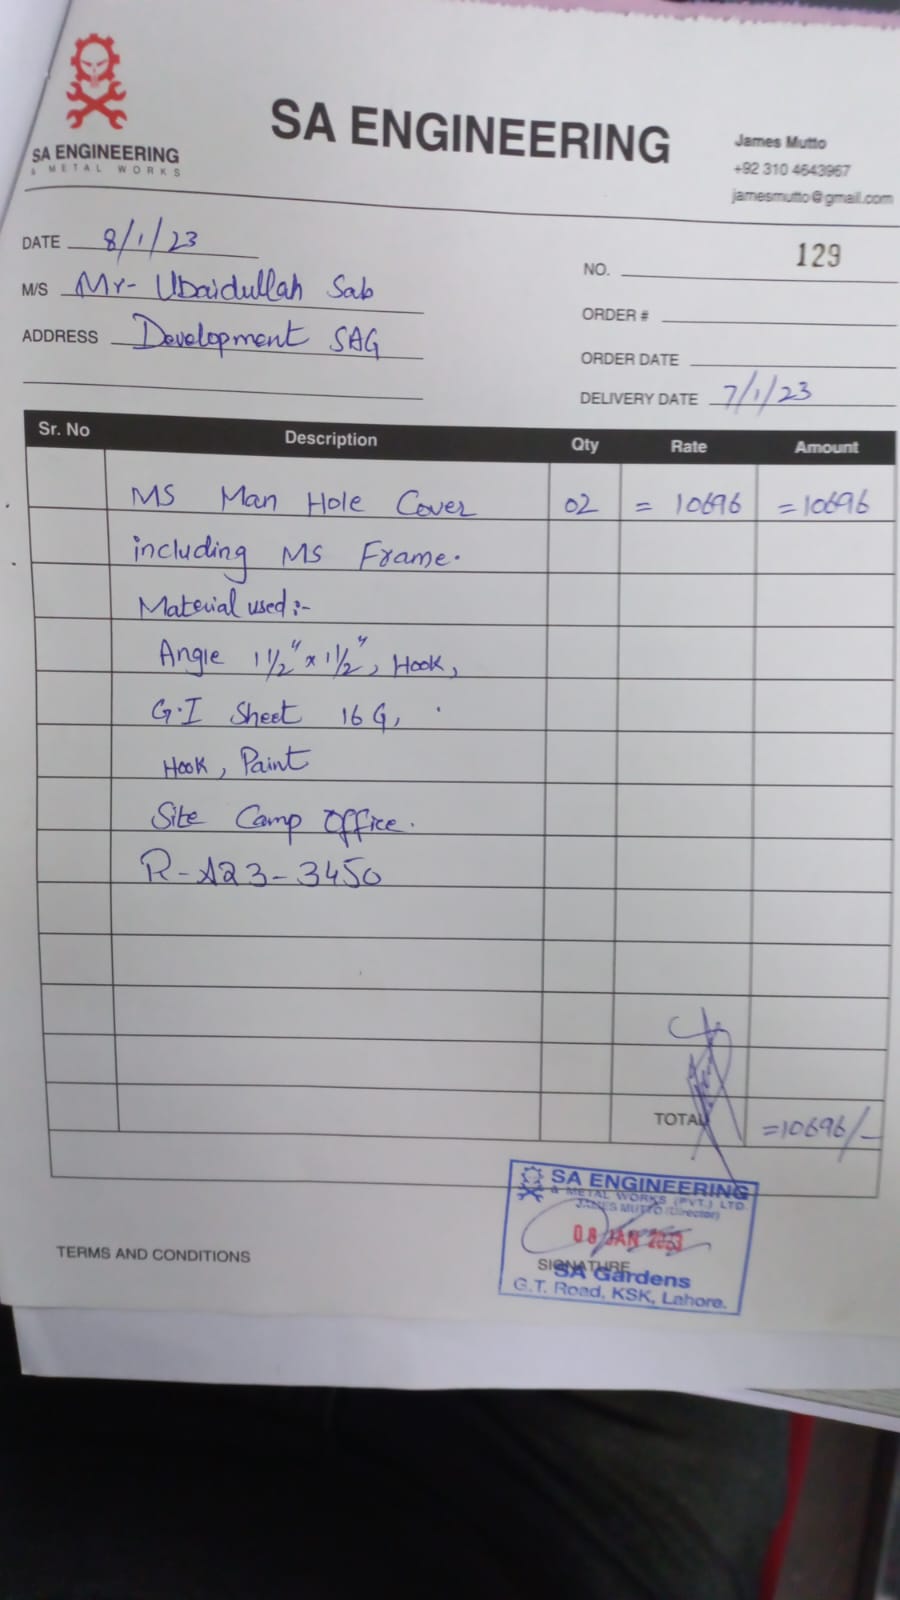 SA ENGINEERING
& METAL WORKS
SA ENGINEERING
James Mutto
+92 310 4643967
jamesmutto@gmail.com
DATE 8/1/23
NO. 129
M/S Mr- Ubaidullah Sab
ORDER #
ADDRESS Development SAG
ORDER DATE
DELIVERY DATE 7/1/23
Sr. No Description Qty Rate Amount
MS Man Hole Cover 02 = 10696 = 10696
including MS Frame.
Material used :-
Angle 1 1/2" x 1 1/2", Hook,
G.I Sheet 16 G,
Hook, Paint
Site Camp Office.
R-A23-3450
TOTAL =10696/-
SA ENGINEERING
& METAL WORKS (PVT.) LTD.
JAMES MUTTO (Director)
08 JAN 2023
TERMS AND CONDITIONS
SIGNATURE
SA Gardens
G.T. Road, KSK, Lahore.